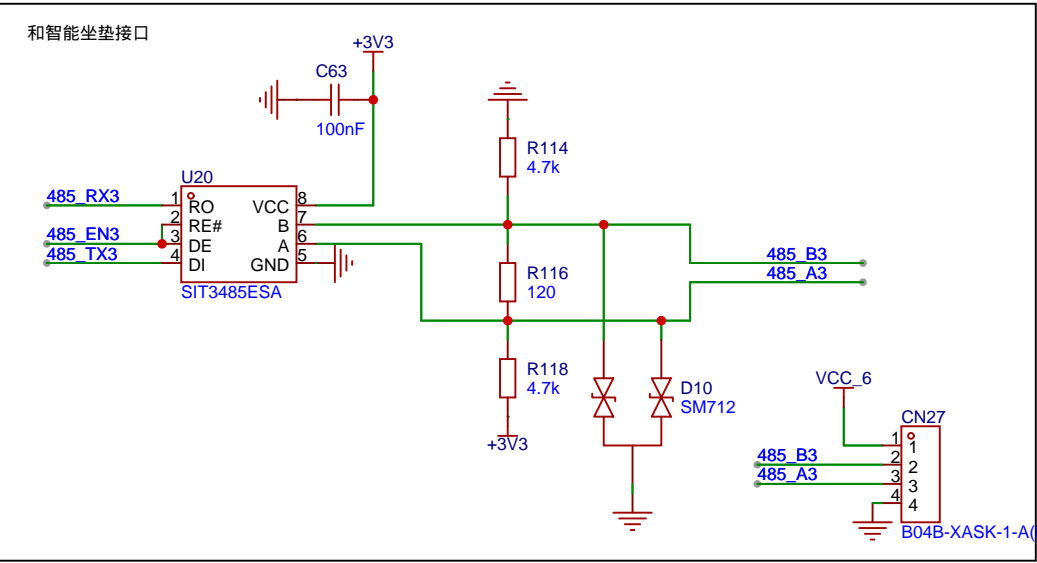 和智能坐垫接口
+3V3
C63
100nF
R114
4.7k
U20
485_RX3
1
RO
VCC
8
2
RE#
B
7
485_EN3
3
DE
A
6
485_TX3
4
DI
GND
5
SIT3485ESA
R116
120
485_B3
485_A3
R118
4.7k
+3V3
D10
SM712
VCC_6
CN27
1
1
485_B3
2
2
485_A3
3
3
4
4
B04B-XASK-1-A(